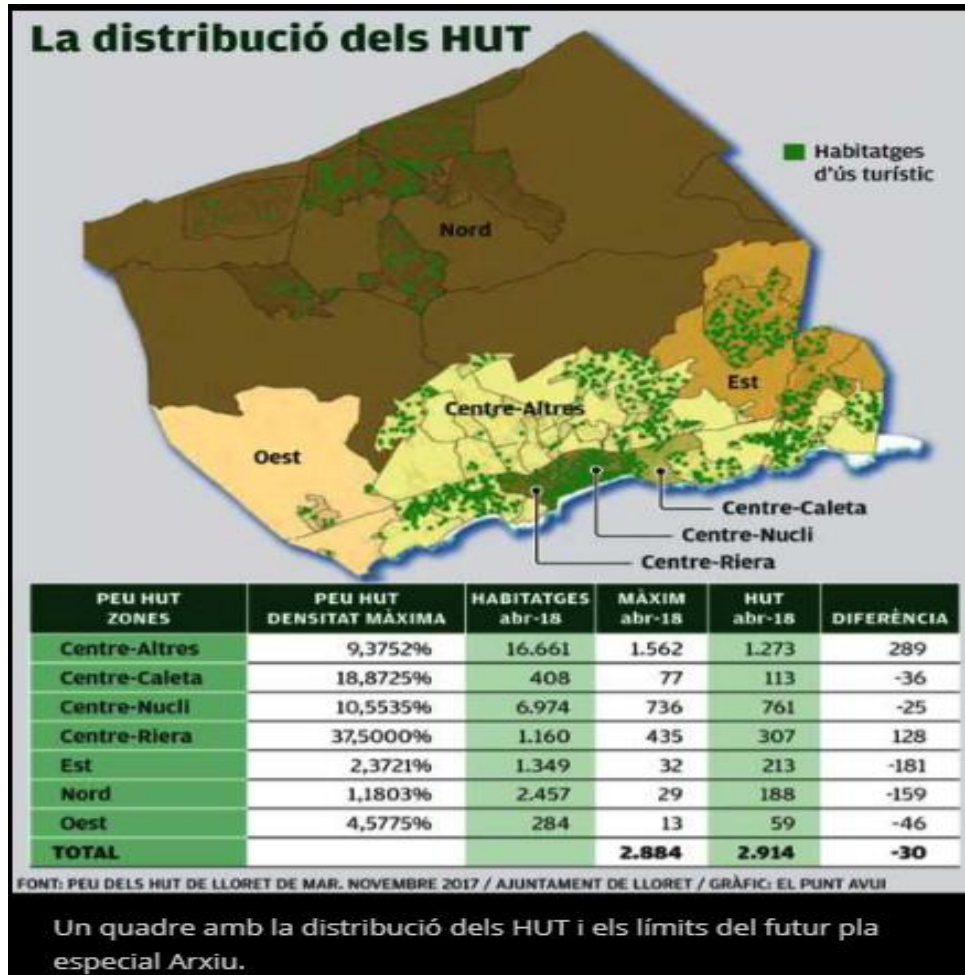 La distribució dels HUT
Habitatges
d'ús turístic
Nord
Est
Centre-Altres
Oest
Centre-Caleta
Centre-Nucli
Centre-Riera
PEU HUT ZONES PEU HUT DENSITAT MÀXIMA HABITATGES abr-18 MÀXIM abr-18 HUT abr-18 DIFERÈNCIA
Centre-Altres 9,3752% 16.661 1.562 1.273 289
Centre-Caleta 18,8725% 408 77 113 -36
Centre-Nucli 10,5535% 6.974 736 761 -25
Centre-Riera 37,5000% 1.160 435 307 128
Est 2,3721% 1.349 32 213 -181
Nord 1,1803% 2.457 29 188 -159
Oest 4,5775% 284 13 59 -46
TOTAL 2.884 2.914 -30
FONT: PEU DELS HUT DE LLORET DE MAR. NOVEMBRE 2017 / AJUNTAMENT DE LLORET / GRÀFIC: EL PUNT AVUI
Un quadre amb la distribució dels HUT i els límits del futur pla
especial Arxiu.